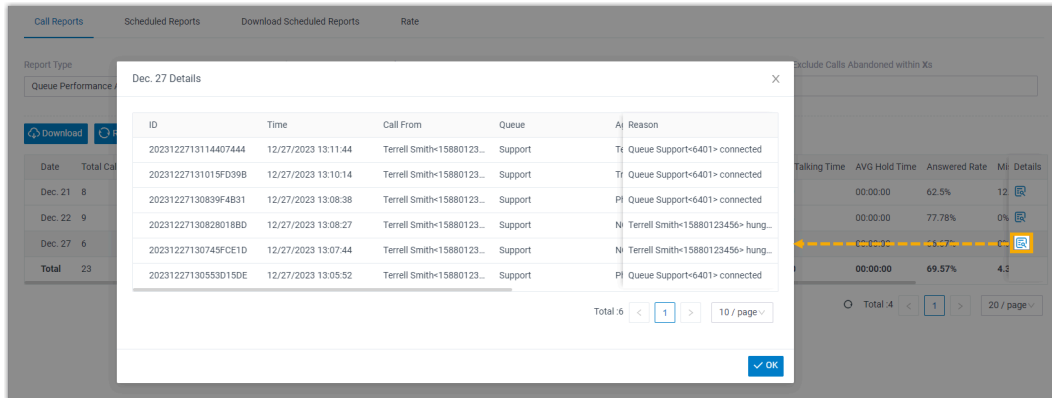 Call Reports Scheduled Reports Download Scheduled Reports Rate
Report Type Exclude Calls Abandoned within Xs
Queue Performance
Dec. 27 Details
Download
ID Time Call From Queue Reason
2023122713114407444 12/27/2023 13:11:44 Terrell Smith<15880123... Support Queue Support<6401> connected
20231227131015FD39B 12/27/2023 13:10:14 Terrell Smith<15880123... Support Queue Support<6401> connected
20231227130839F4B31 12/27/2023 13:08:38 Terrell Smith<15880123... Support Queue Support<6401> connected
20231227130828018BD 12/27/2023 13:08:27 Terrell Smith<15880123... Support Terrell Smith<15880123456> hung...
20231227130745FCE1D 12/27/2023 13:07:44 Terrell Smith<15880123... Support Terrell Smith<15880123456> hung...
20231227130553D15DE 12/27/2023 13:05:52 Terrell Smith<15880123... Support Queue Support<6401> connected
Total :6 < 1 > 10 / page
OK
Date Total Cal Talking Time AVG Hold Time Answered Rate Mi Details
Dec. 21 8 00:00:00 62.5% 12
Dec. 22 9 00:00:00 77.78% 0%
Dec. 27 6
Total 23 00:00:00 69.57% 4.3
Total :4 < 1 > 20 / page